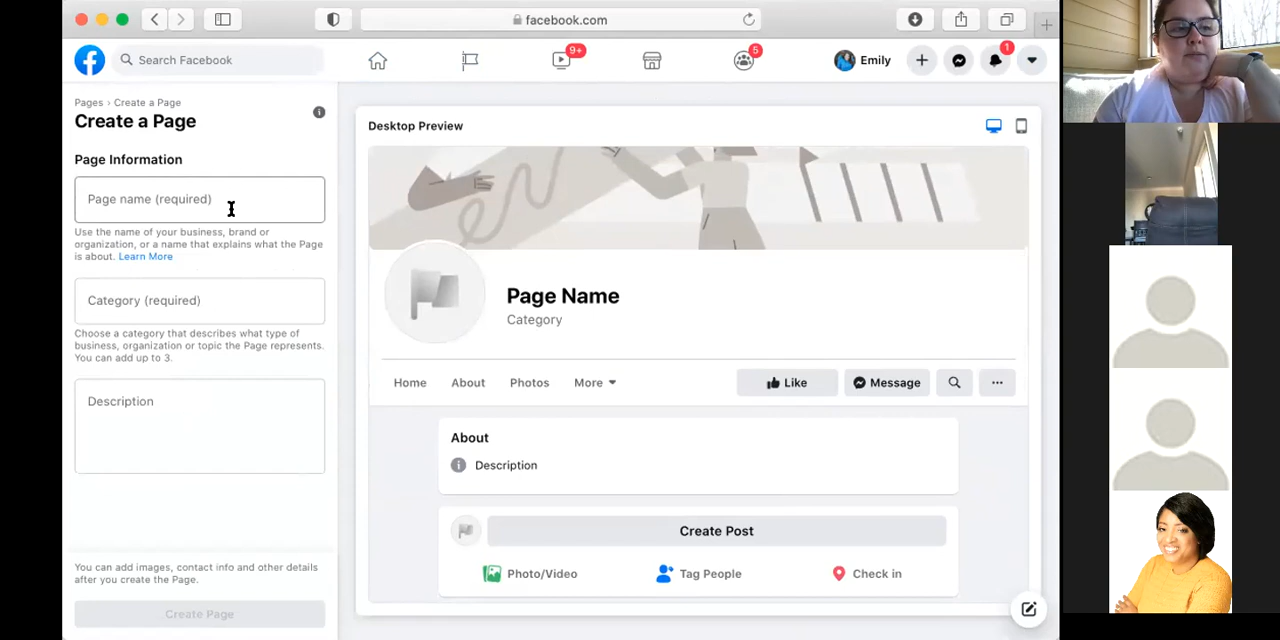 facebook.com
Search Facebook
9+
5
Emily
1
Pages › Create a Page
Create a Page
Page Information
Page name (required)
Use the name of your business, brand or
organization, or a name that explains what the Page
is about. Learn More
Category (required)
Choose a category that describes what type of
business, organization or topic the Page represents.
You can add up to 3.
Description
You can add images, contact info and other details
after you create the Page.
Create Page
Desktop Preview
Page Name
Category
Home
About
Photos
More
Like
Message
About
Description
Create Post
Photo/Video
Tag People
Check in